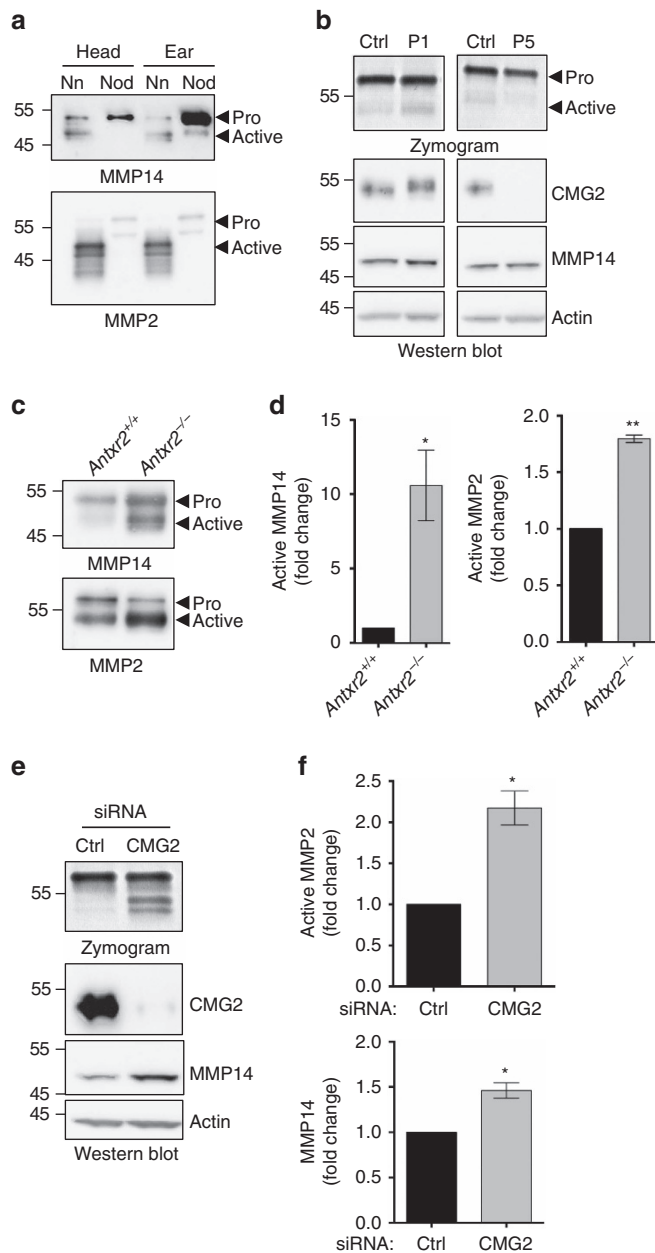 a
Head Ear
Nn Nod Nn Nod
55
Pro
Active
45
MMP14
55
Pro
Active
45
MMP2
b
Ctrl P1 Ctrl P5
Pro
55
Active
Zymogram
55
CMG2
45
MMP14
45
Actin
Western blot
c
Antxr2+/+ Antxr2–/–
55
Pro
Active
45
MMP14
Pro
55
Active
MMP2
d
Active MMP14
(fold change)
15
10
5
0
*
Antxr2+/+ Antxr2–/–
Active MMP2
(fold change)
2.0
1.5
1.0
0.5
0.0
**
Antxr2+/+ Antxr2–/–
e
siRNA
Ctrl CMG2
55
Zymogram
55
CMG2
55
MMP14
45
45
Actin
Western blot
f
Active MMP2
(fold change)
2.5
2.0
1.5
1.0
0.5
0.0
*
siRNA: Ctrl CMG2
MMP14
(fold change)
2.0
1.5
1.0
0.5
0.0
*
siRNA: Ctrl CMG2